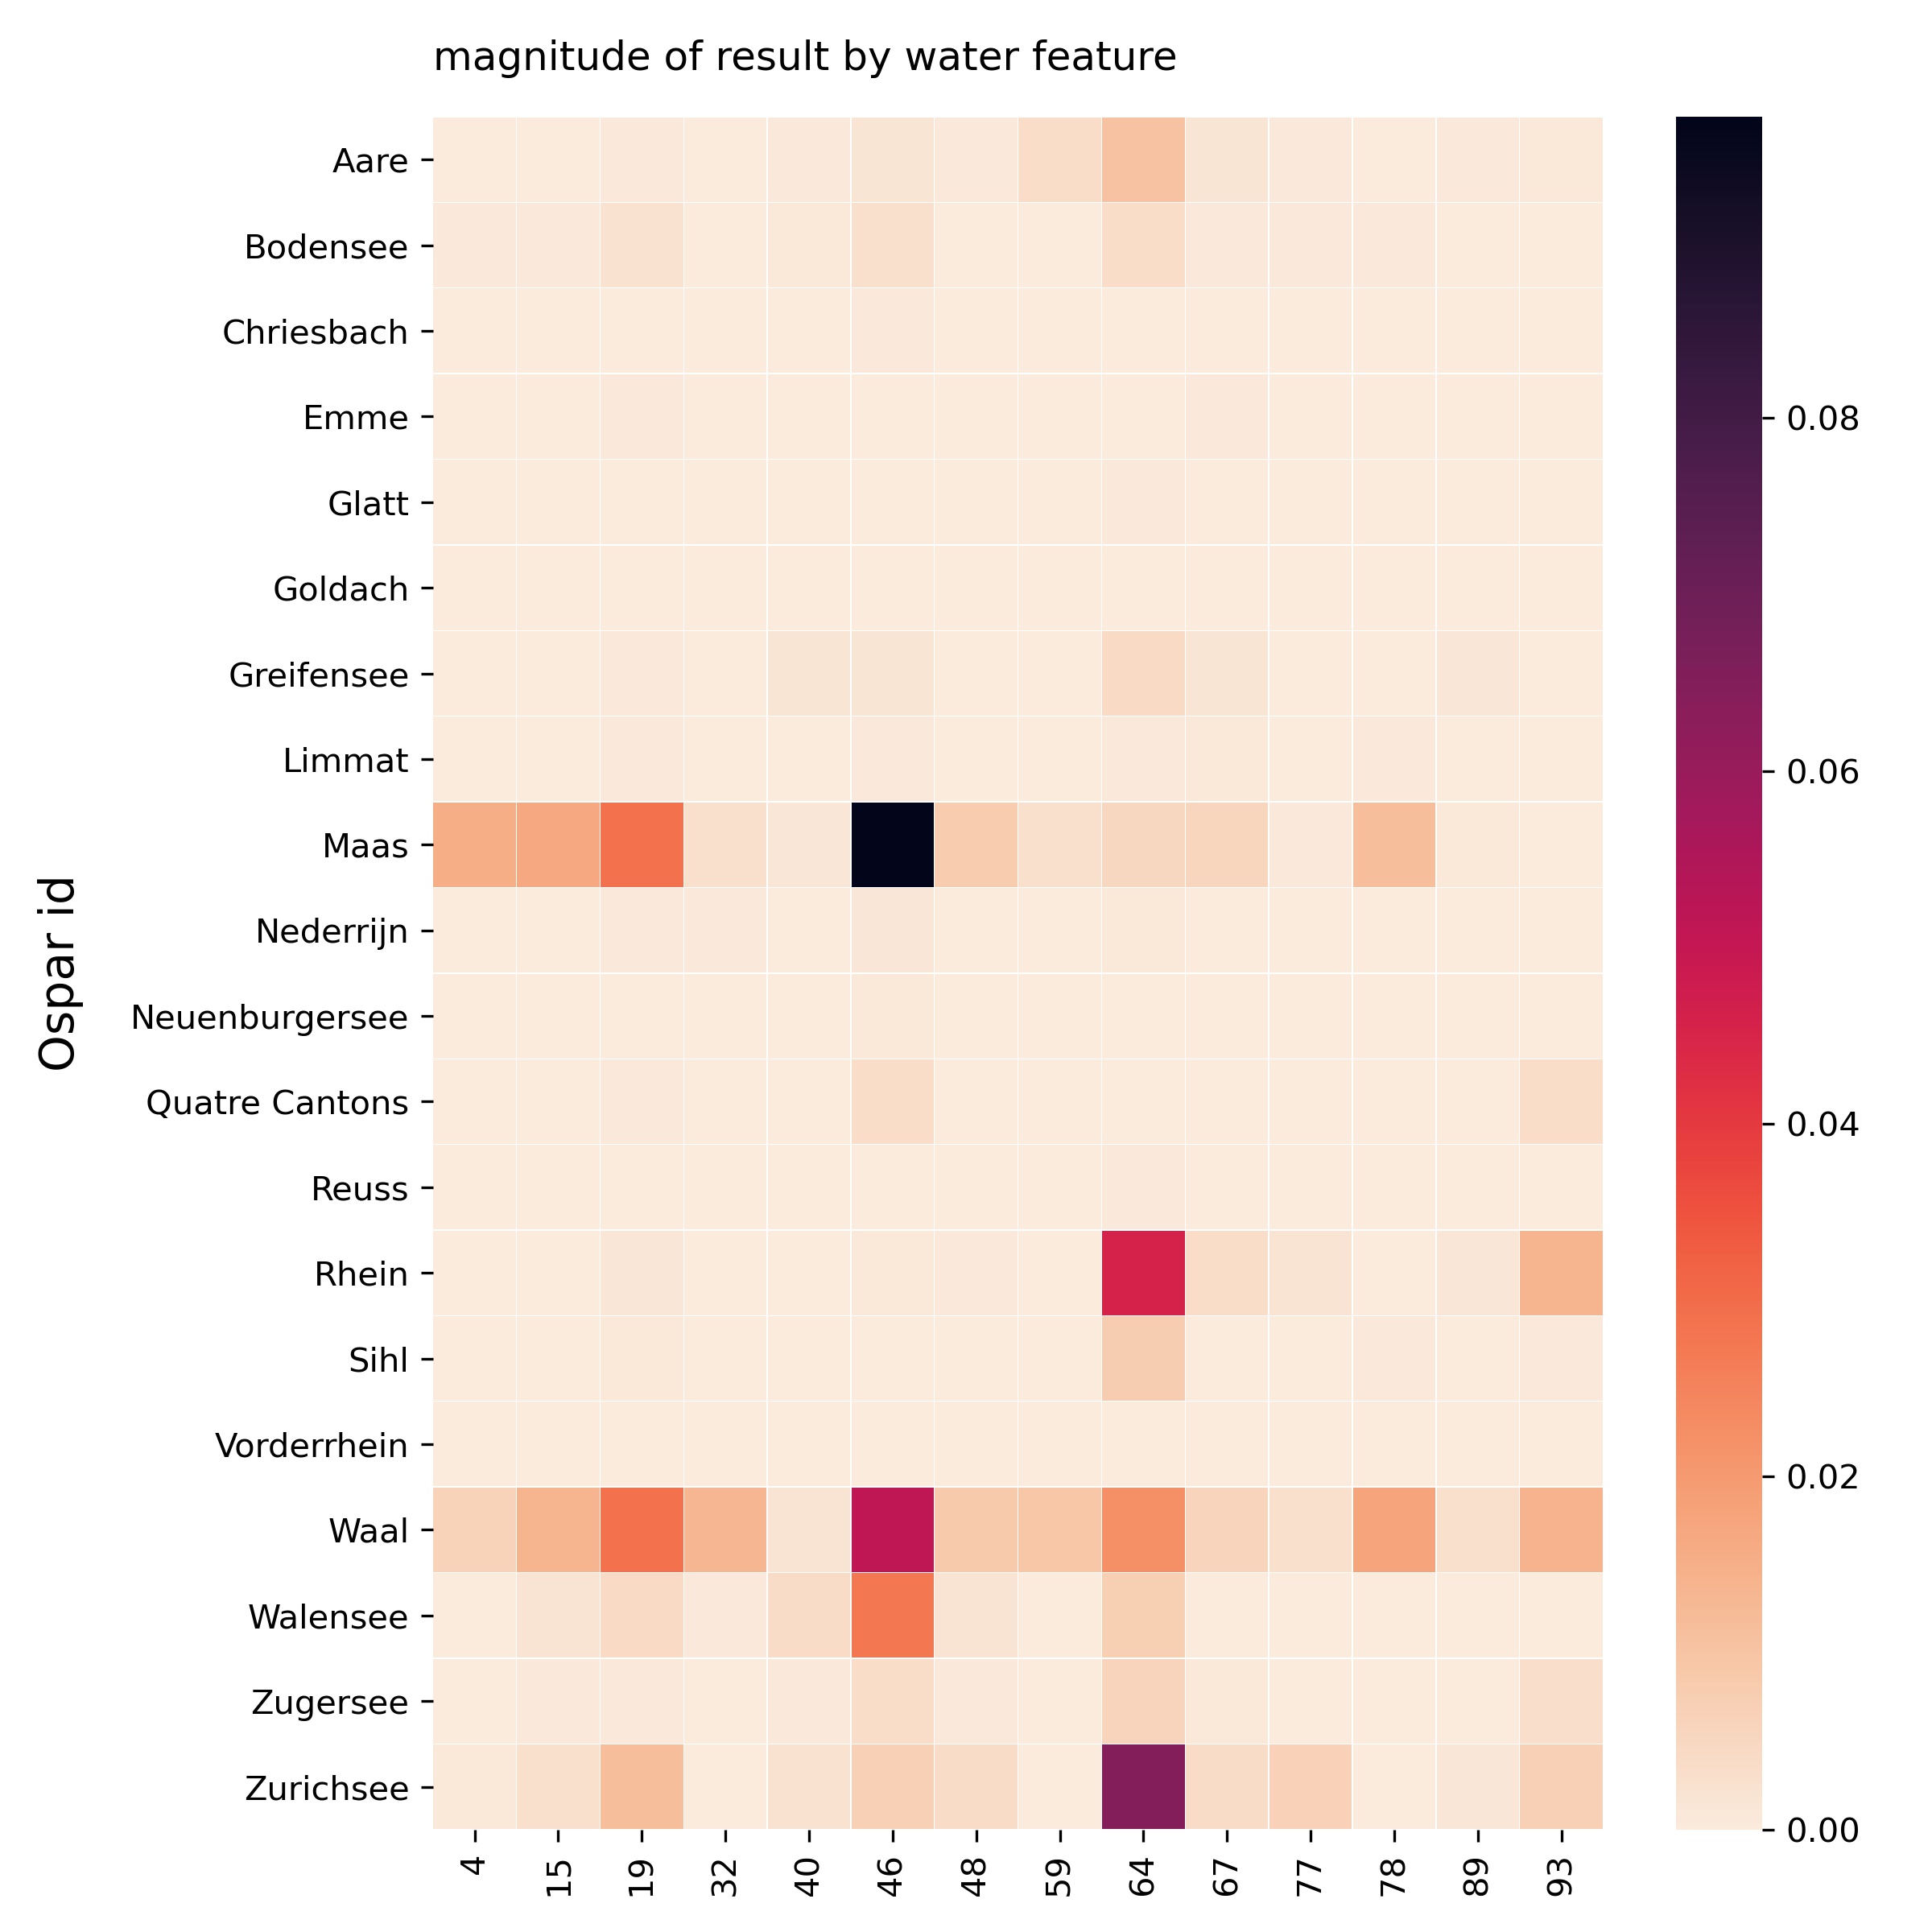 magnitude of result by water feature
Ospar id
Aare
Bodensee
Chriesbach
Emme
Glatt
Goldach
Greifensee
Limmat
Maas
Nederrijn
Neuenburgersee
Quatre Cantons
Reuss
Rhein
Sihl
Vorderrhein
Waal
Walensee
Zugersee
Zurichsee
4 15 19 32 40 46 48 59 64 67 77 78 89 93
0.08
0.06
0.04
0.02
0.00